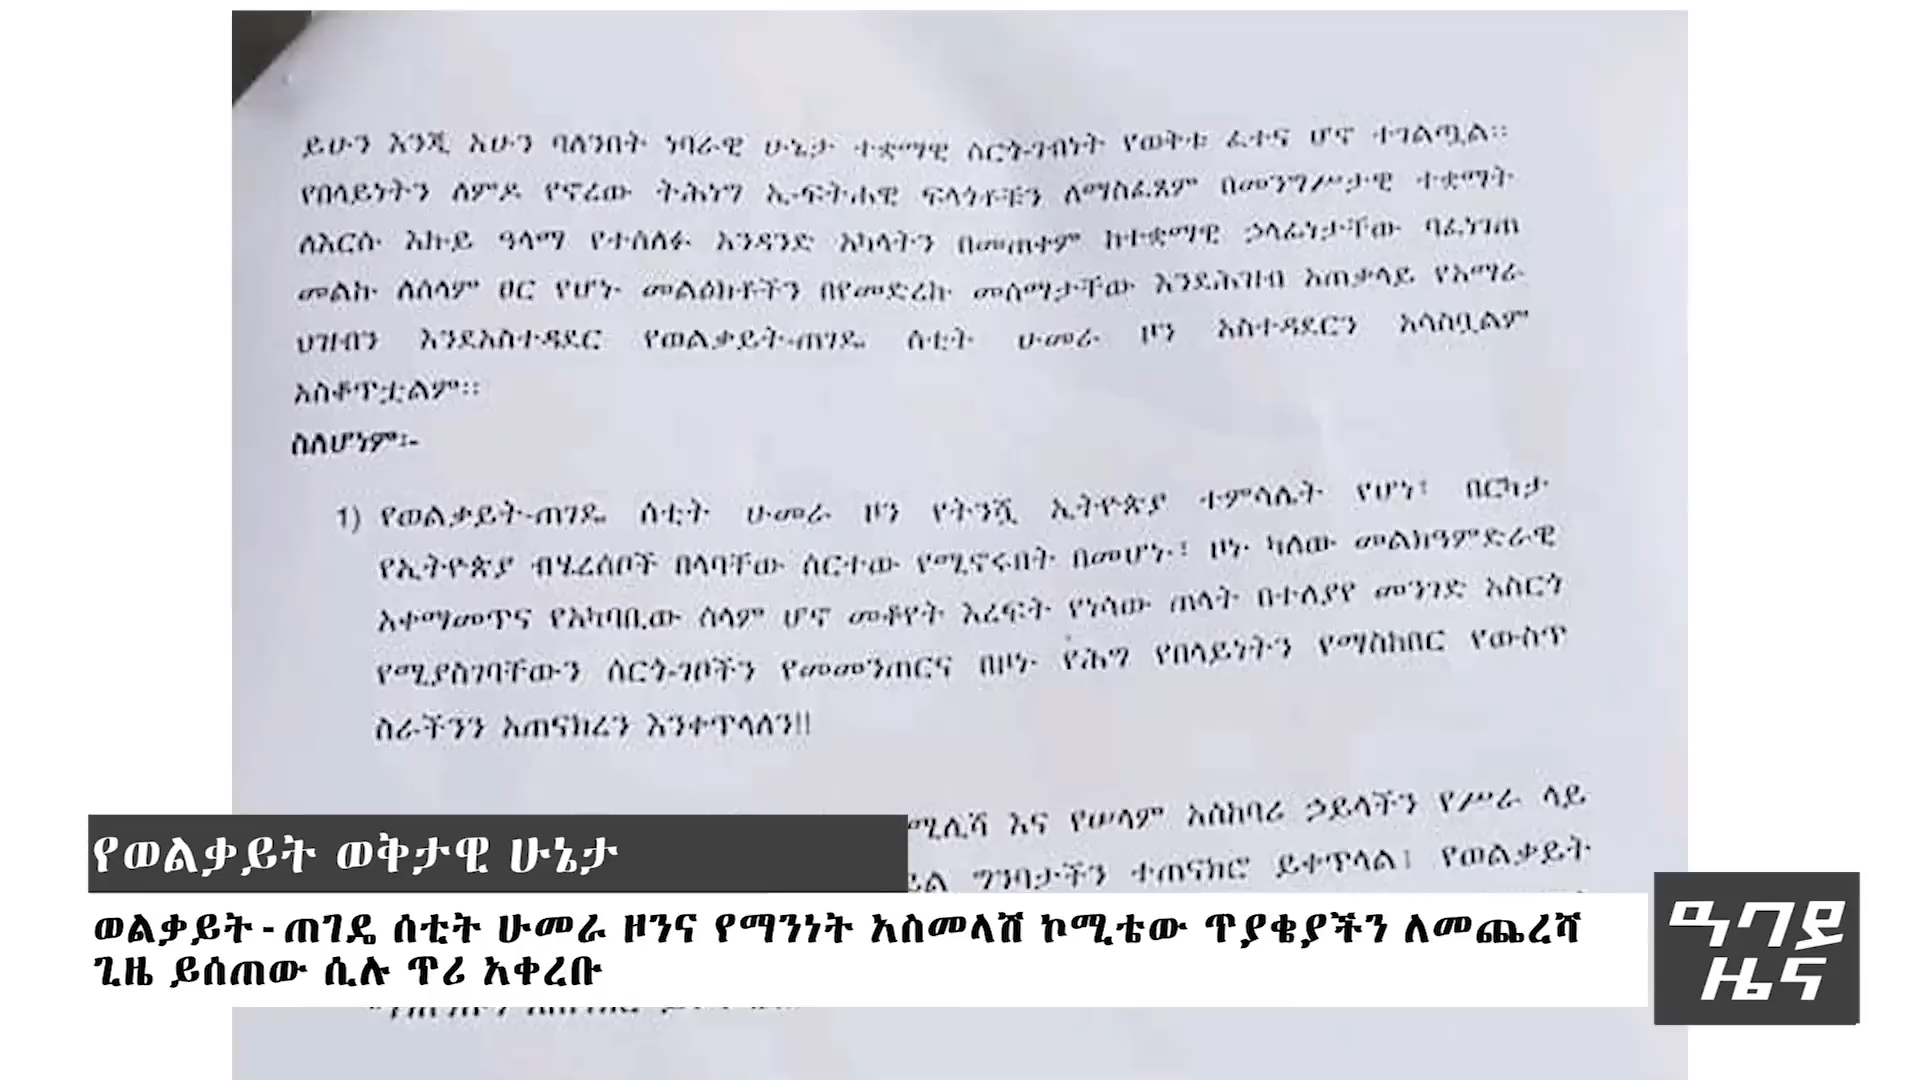 ይሁን እንጂ አሁን ባለንበት ነባራዊ ሁኔታ ተቋማዊ ሰርጎ-ገብነት የወቅቱ ፈተና ሆኖ ተገልጧል፡፡
የበላይነትን ለምዶ የኖረው ትሕነግ ኢ-ፍትሐዊ ፍላጎቶቹን ለማስፈጸም በመንግሥታዊ ተቋማት
ለእርሱ እኩይ ዓላማ የተሰለፉ አንዳንድ አካላትን በመጠቀም ከተቋማዊ ኃላፊነታቸው ባፈነገጠ
መልኩ ለሰላም ፀር የሆኑ መልዕክቶችን በየመድረኩ መሰማታቸው እንደሕዝብ አጠቃላይ የአማራ
ህዝብን እንደአስተዳደር የወልቃይት-ጠገዴ ሰቲት ሁመራ ዞን አስተዳደርን አሳስቧልም
አስቆጥቷልም፡፡
ስለሆነም፡-
1) የወልቃይት-ጠገዴ ሰቲት ሁመራ ዞን የትንሿ ኢትዮጵያ ተምሳሌት የሆነ፣ በርካታ
የኢትዮጵያ ብሄረሰቦች በላባቸው ሰርተው የሚኖሩበት በመሆኑ፣ ዞኑ ካለው መልክዓምድራዊ
አቀማመጥና የአካባቢው ሰላም ሆኖ መቆየት እረፍት የነሳው ጠላት በተለያየ መንገድ አስርጎ
የሚያስገባቸውን ሰርጎ-ገቦችን የመመንጠርና በዞኑ የሕግ የበላይነትን የማስከበር የውስጥ
ስራችንን አጠናክረን እንቀጥላለን!!
ሚሊሻ እና የሠላም አስከባሪ ኃይላችን የሥራ ላይ
ግንባታችን ተጠናክሮ ይቀጥላል፤ የወልቃይት
የወልቃይት ወቅታዊ ሁኔታ
ወልቃይት - ጠገዴ ሰቲት ሁመራ ዞንና የማንነት አስመላሽ ኮሚቴው ጥያቄያችን ለመጨረሻ
ጊዜ ይሰጠው ሲሉ ጥሪ አቀረቡ
ዓባይ
ዜና